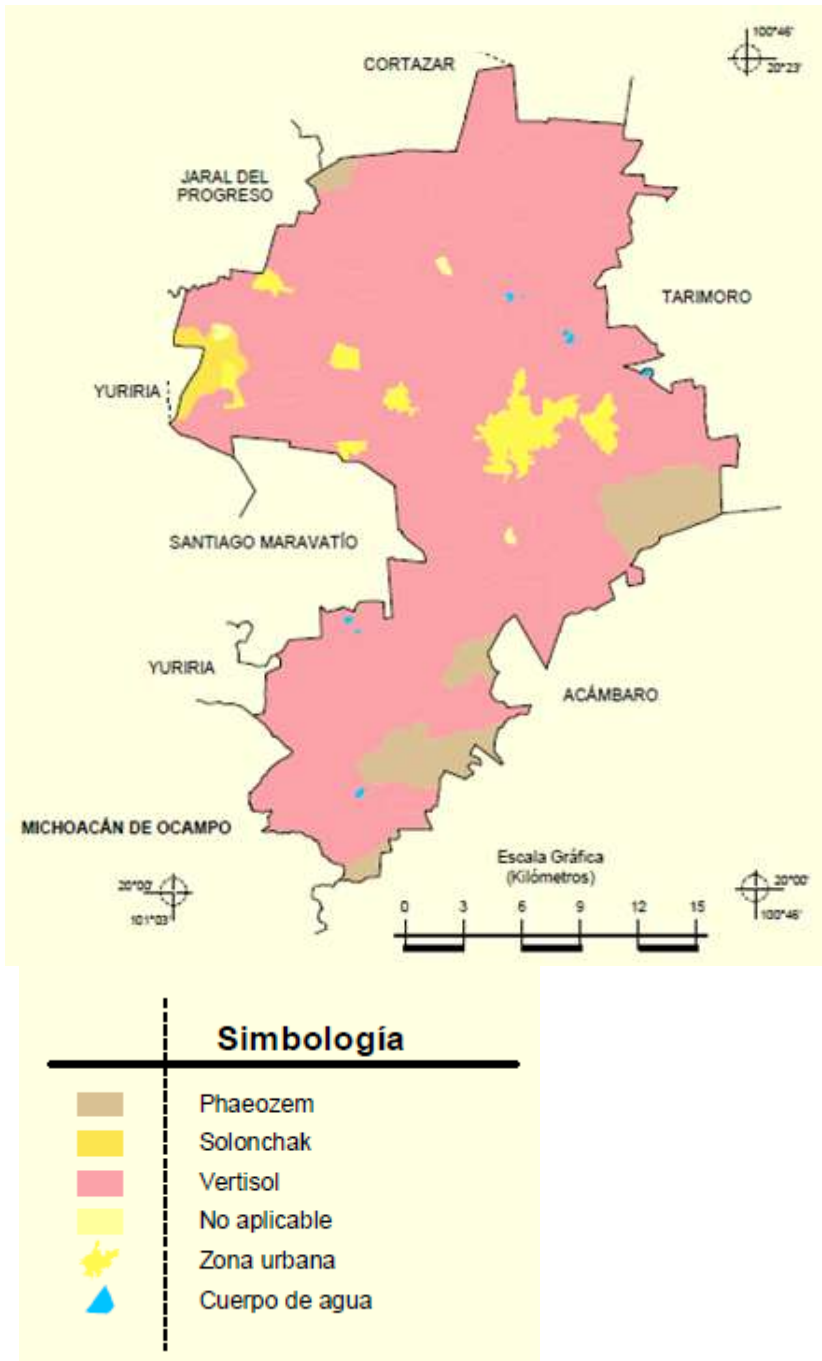 100°46'
20°23'
CORTAZAR
JARAL DEL
PROGRESO
TARIMORO
YURIRIA
SANTIAGO MARAVATÍO
YURIRIA
ACÁMBARO
MICHOACÁN DE OCAMPO
Escala Gráfica
(Kilómetros)
20°00'
101°03'
20°00'
100°46'
0 3 6 9 12 15
Simbología
Phaeozem
Solonchak
Vertisol
No aplicable
Zona urbana
Cuerpo de agua